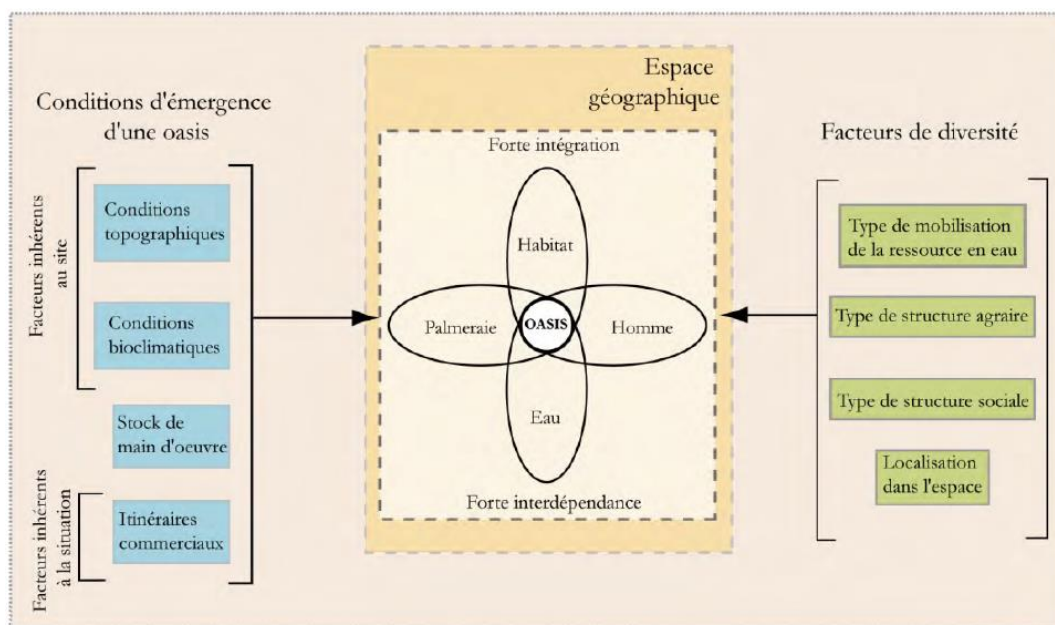 Conditions d'émergence
d'une oasis
Facteurs inhérents
au site
Conditions
topographiques
Conditions
bioclimatiques
Stock de
main d'oeuvre
Facteurs inhérents
à la situation
Itinéraires
commerciaux
Espace
géographique
Forte intégration
Habitat
Palmeraie
OASIS
Homme
Eau
Forte interdépendance
Facteurs de diversité
Type de mobilisation
de la ressource en eau
Type de structure agraire
Type de structure sociale
Localisation
dans l'espace